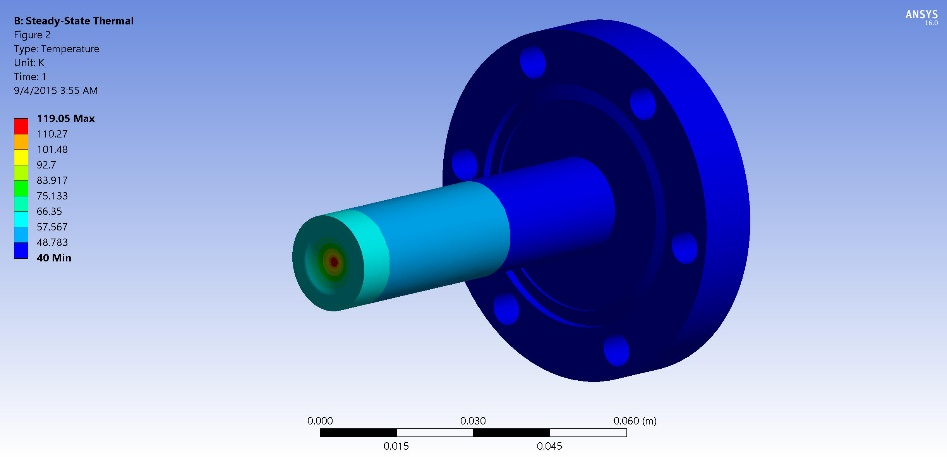 B: Steady-State Thermal
Figure 2
Type: Temperature
Unit: K
Time: 1
9/4/2015 3:55 AM
119.05 Max
110.27
101.48
92.7
83.917
75.133
66.35
57.567
48.783
40 Min
ANSYS
16.0
0.000 0.030 0.060 (m)
0.015 0.045